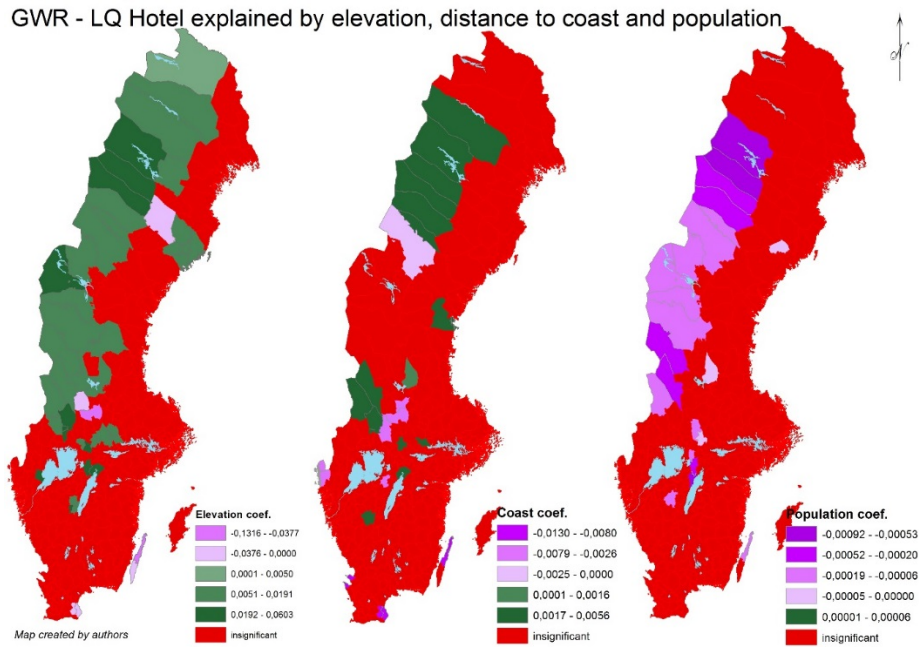 GWR - LQ Hotel explained by elevation, distance to coast and population
N
Elevation coef.
-0,1316 - -0,0377
-0,0376 - 0,0000
0,0001 - 0,0050
0,0051 - 0,0191
0,0192 - 0,0603
insignificant
Coast coef.
-0,0130 - -0,0080
-0,0079 - -0,0026
-0,0025 - 0,0000
0,0001 - 0,0016
0,0017 - 0,0056
insignificant
Population coef.
-0,00092 - -0,00053
-0,00052 - -0,00020
-0,00019 - -0,00006
-0,00005 - 0,00000
0,00001 - 0,00006
insignificant
Map created by authors